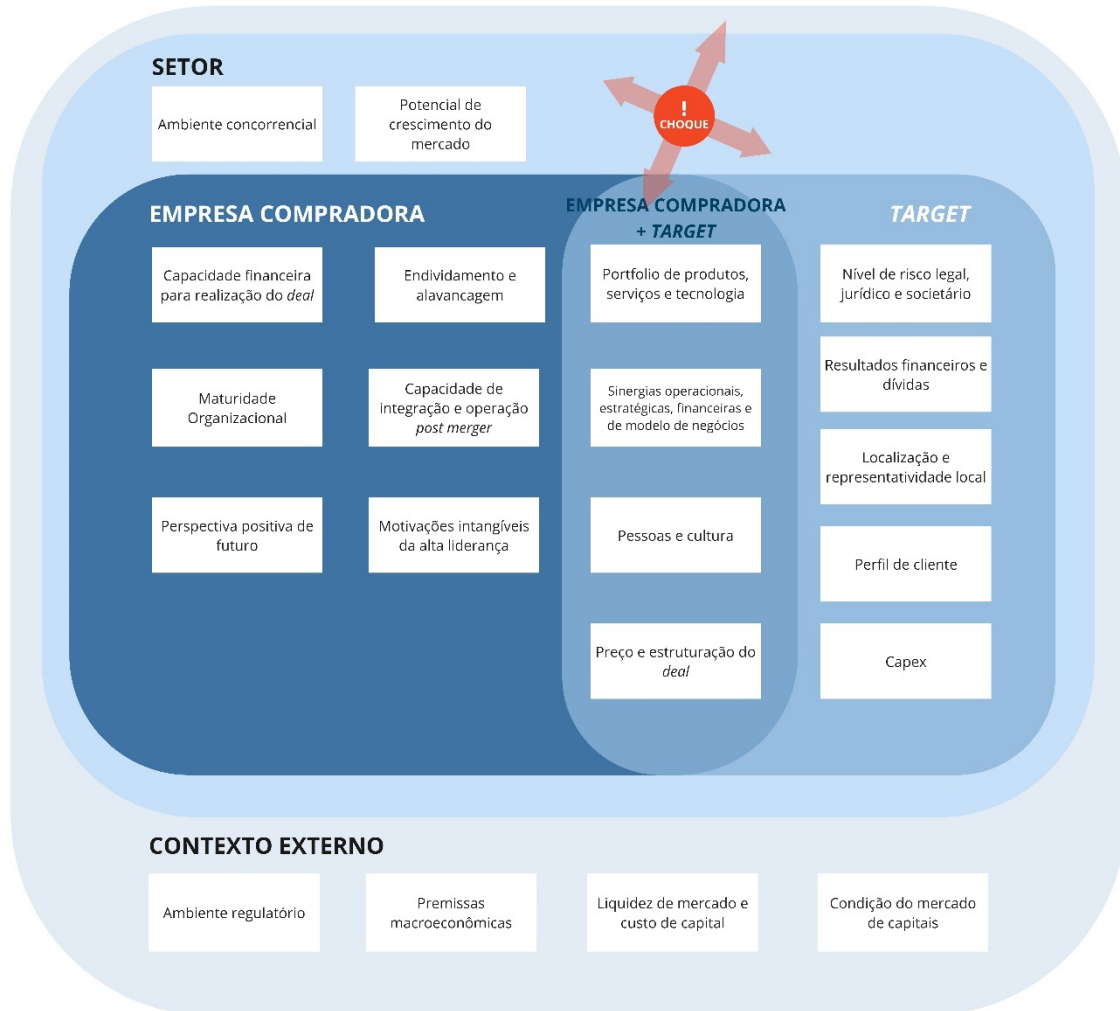 SETOR
Ambiente concorrencial
Potencial de
crescimento do
mercado
!
CHOQUE
EMPRESA COMPRADORA
Capacidade financeira
para realização do deal
Endividamento e
alavancagem
Maturidade
Organizacional
Capacidade de
integração e operação
post merger
Perspectiva positiva de
futuro
Motivações intangíveis
da alta liderança
EMPRESA COMPRADORA
+ TARGET
Portfolio de produtos,
serviços e tecnologia
Sinergias operacionais,
estratégicas, financeiras e
de modelo de negócios
Pessoas e cultura
Preço e estruturação do
deal
TARGET
Nível de risco legal,
jurídico e societário
Resultados financeiros e
dívidas
Localização e
representatividade local
Perfil de cliente
Capex
CONTEXTO EXTERNO
Ambiente regulatório
Premissas
macroeconômicas
Liquidez de mercado e
custo de capital
Condição do mercado
de capitais